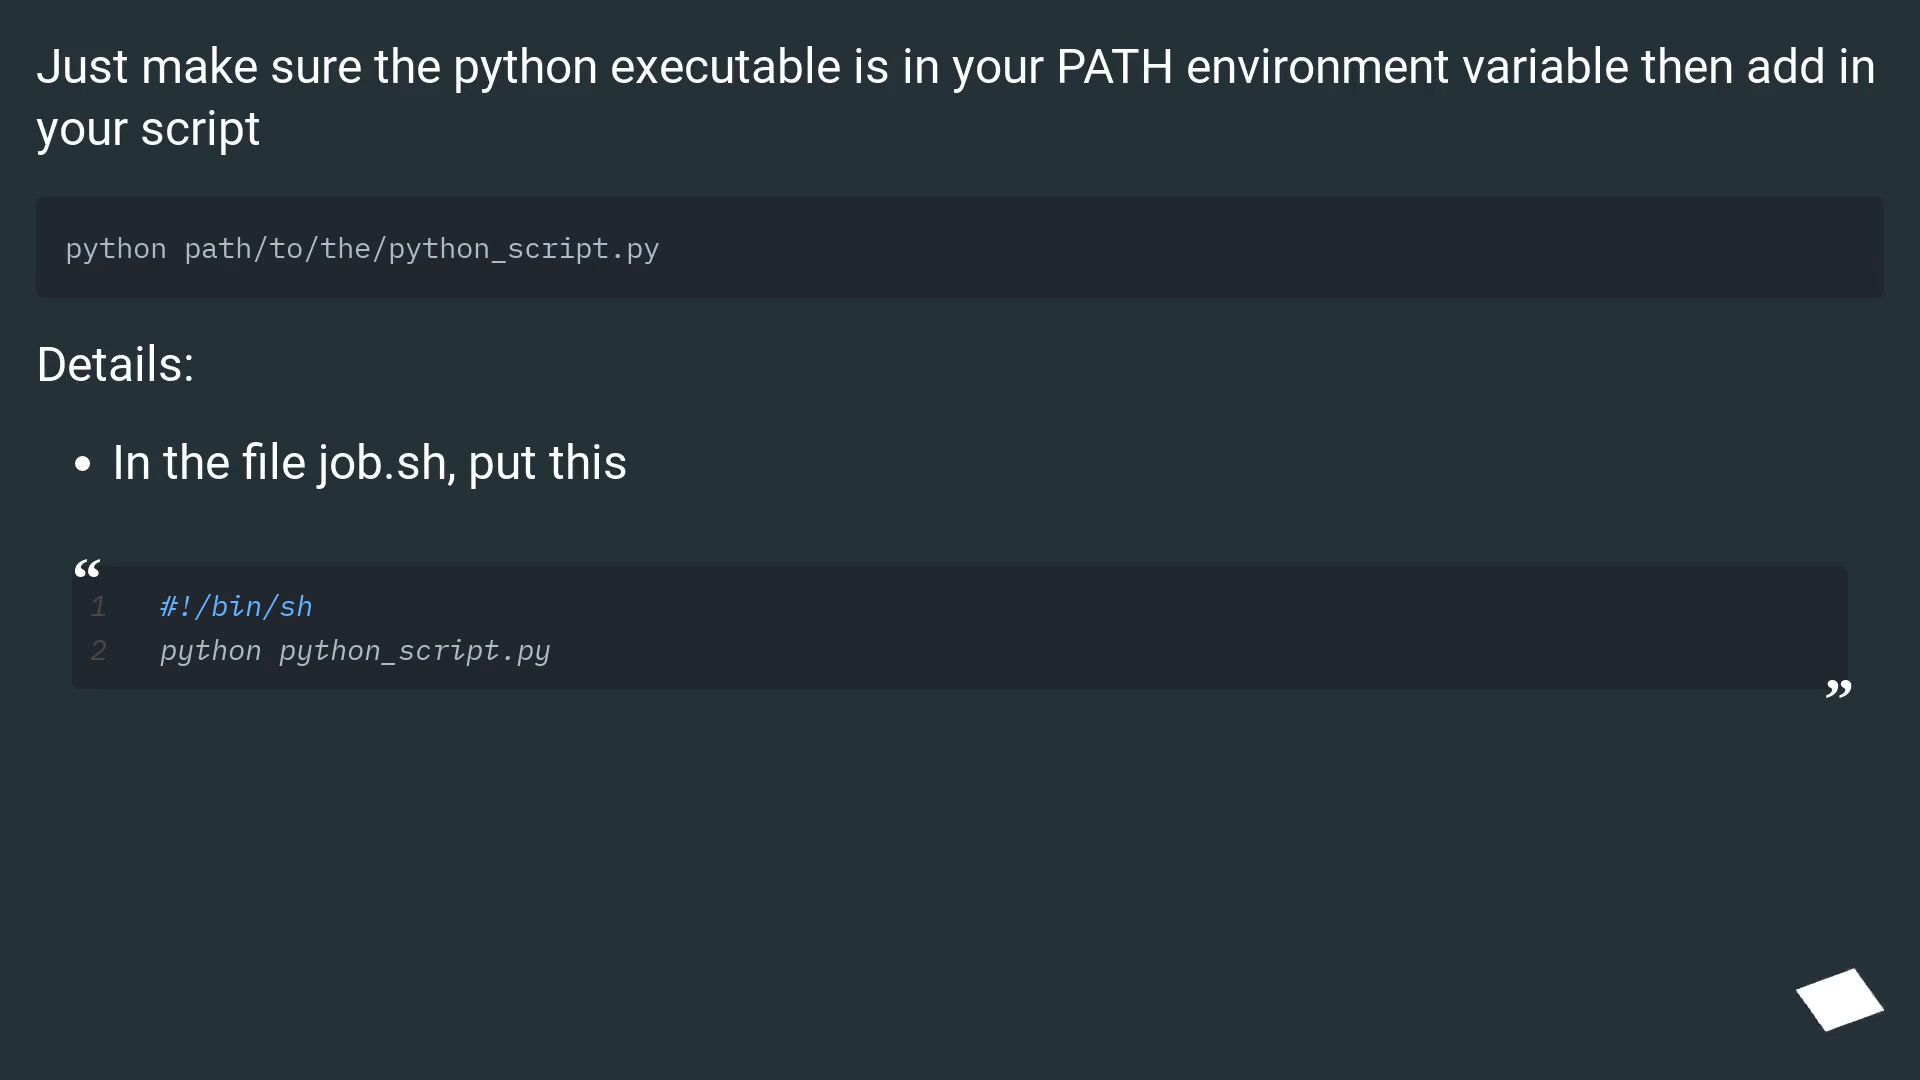 Just make sure the python executable is in your PATH environment variable then add in
your script
python path/to/the/python_script.py
Details:
• In the file job.sh, put this
“
1 #!/bin/sh
2 python python_script.py
”